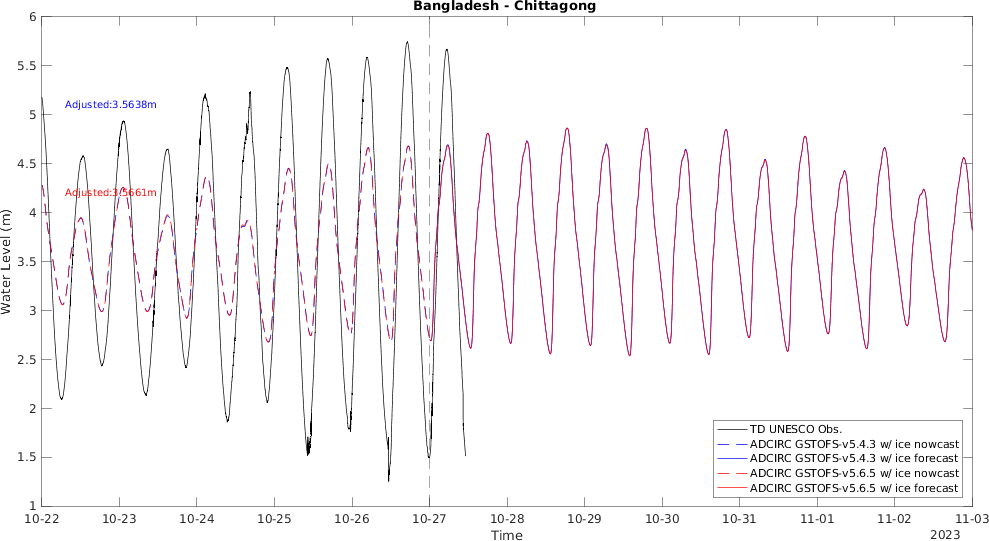 Bangladesh - Chittagong
6
5.5
5
4.5
4
3.5
3
2.5
2
1.5
1
Water Level (m)
Adjusted:3.5638m
Adjusted:3.5661m
TD UNESCO Obs.
ADCIRC GSTOFS-v5.4.3 w/ ice nowcast
ADCIRC GSTOFS-v5.4.3 w/ ice forecast
ADCIRC GSTOFS-v5.6.5 w/ ice nowcast
ADCIRC GSTOFS-v5.6.5 w/ ice forecast
10-22 10-23 10-24 10-25 10-26 10-27 10-28 10-29 10-30 10-31 11-01 11-02 11-03
Time
2023